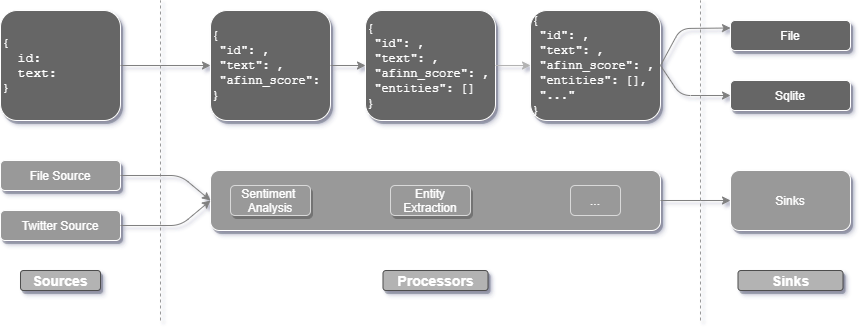 {
id:
text:
}
{
"id": ,
"text": ,
"afinn_score":
}
{
"id": ,
"text": ,
"afinn_score": ,
"entities": []
}
{
"id": ,
"text": ,
"afinn_score": ,
"entities": [],
"..."
}
File
Sqlite
File Source
Twitter Source
Sentiment
Analysis
Entity
Extraction
...
Sinks
Sources
Processors
Sinks